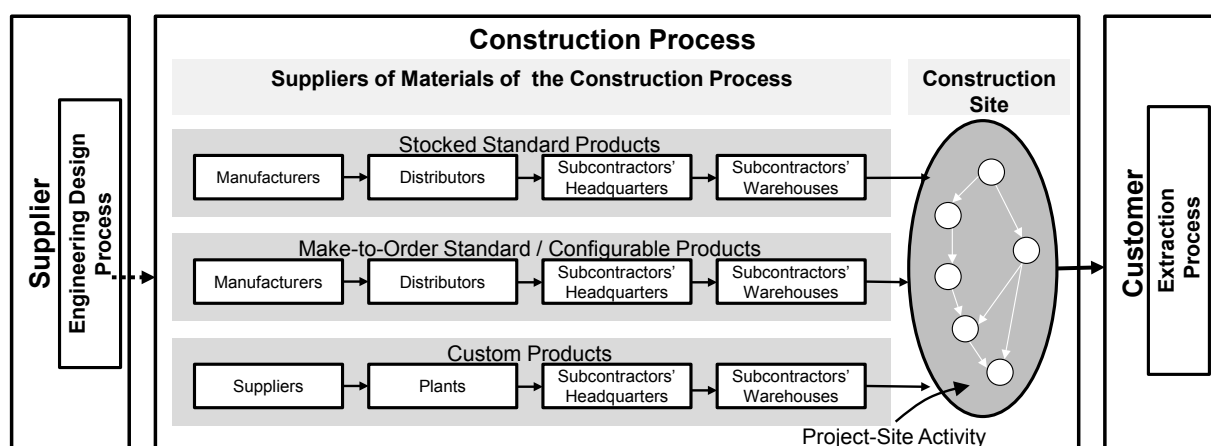 Supplier
Engineering Design
Process
Construction Process
Suppliers of Materials of the Construction Process
Construction
Site
Stocked Standard Products
Manufacturers
Distributors
Subcontractors'
Headquarters
Subcontractors'
Warehouses
Make-to-Order Standard / Configurable Products
Manufacturers
Distributors
Subcontractors'
Headquarters
Subcontractors'
Warehouses
Custom Products
Suppliers
Plants
Subcontractors'
Headquarters
Subcontractors'
Warehouses
Project-Site Activity
Customer
Extraction
Process